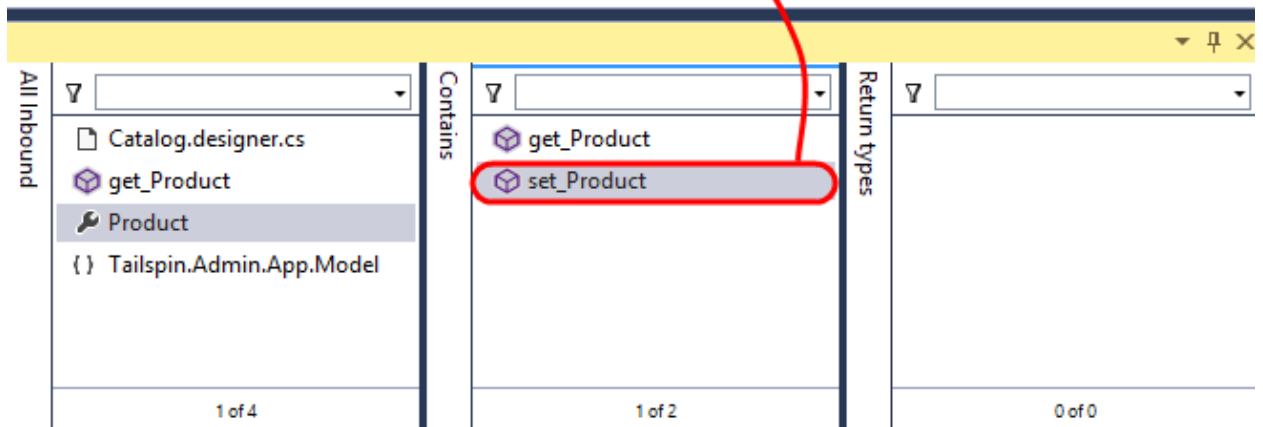 All Inbound
Catalog.designer.cs
get_Product
Product
{ } Tailspin.Admin.App.Model
1 of 4
Contains
get_Product
set_Product
1 of 2
Return types
0 of 0